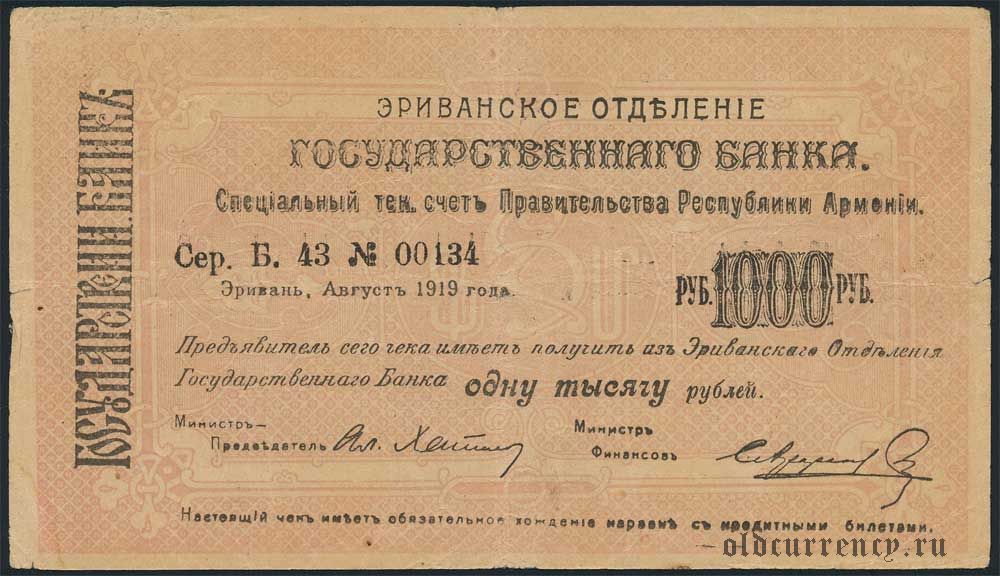 ЭРИВАНСКОЕ ОТДѢЛЕНІЕ
ГОСУДАРСТВЕННАГО БАНКА.
Спеціальный тек. счетъ Правительства Республики Арменіи.
Сер. Б. 43 № 00134
Эривань, Августъ 1919 года.
РУБ. 1000 РУБ.
Предъявитель сего чека имѣетъ получить изъ Эриванскаго Отдѣленія
Государственнаго Банка одну тысячу рублей.
Министръ—
Предсѣдатель Ал. Хатис
Министръ
Финансовъ
Настоящій чекъ имѣетъ обязательное хожденіе наравнѣ съ кредитными билетами.
oldcurrency.ru